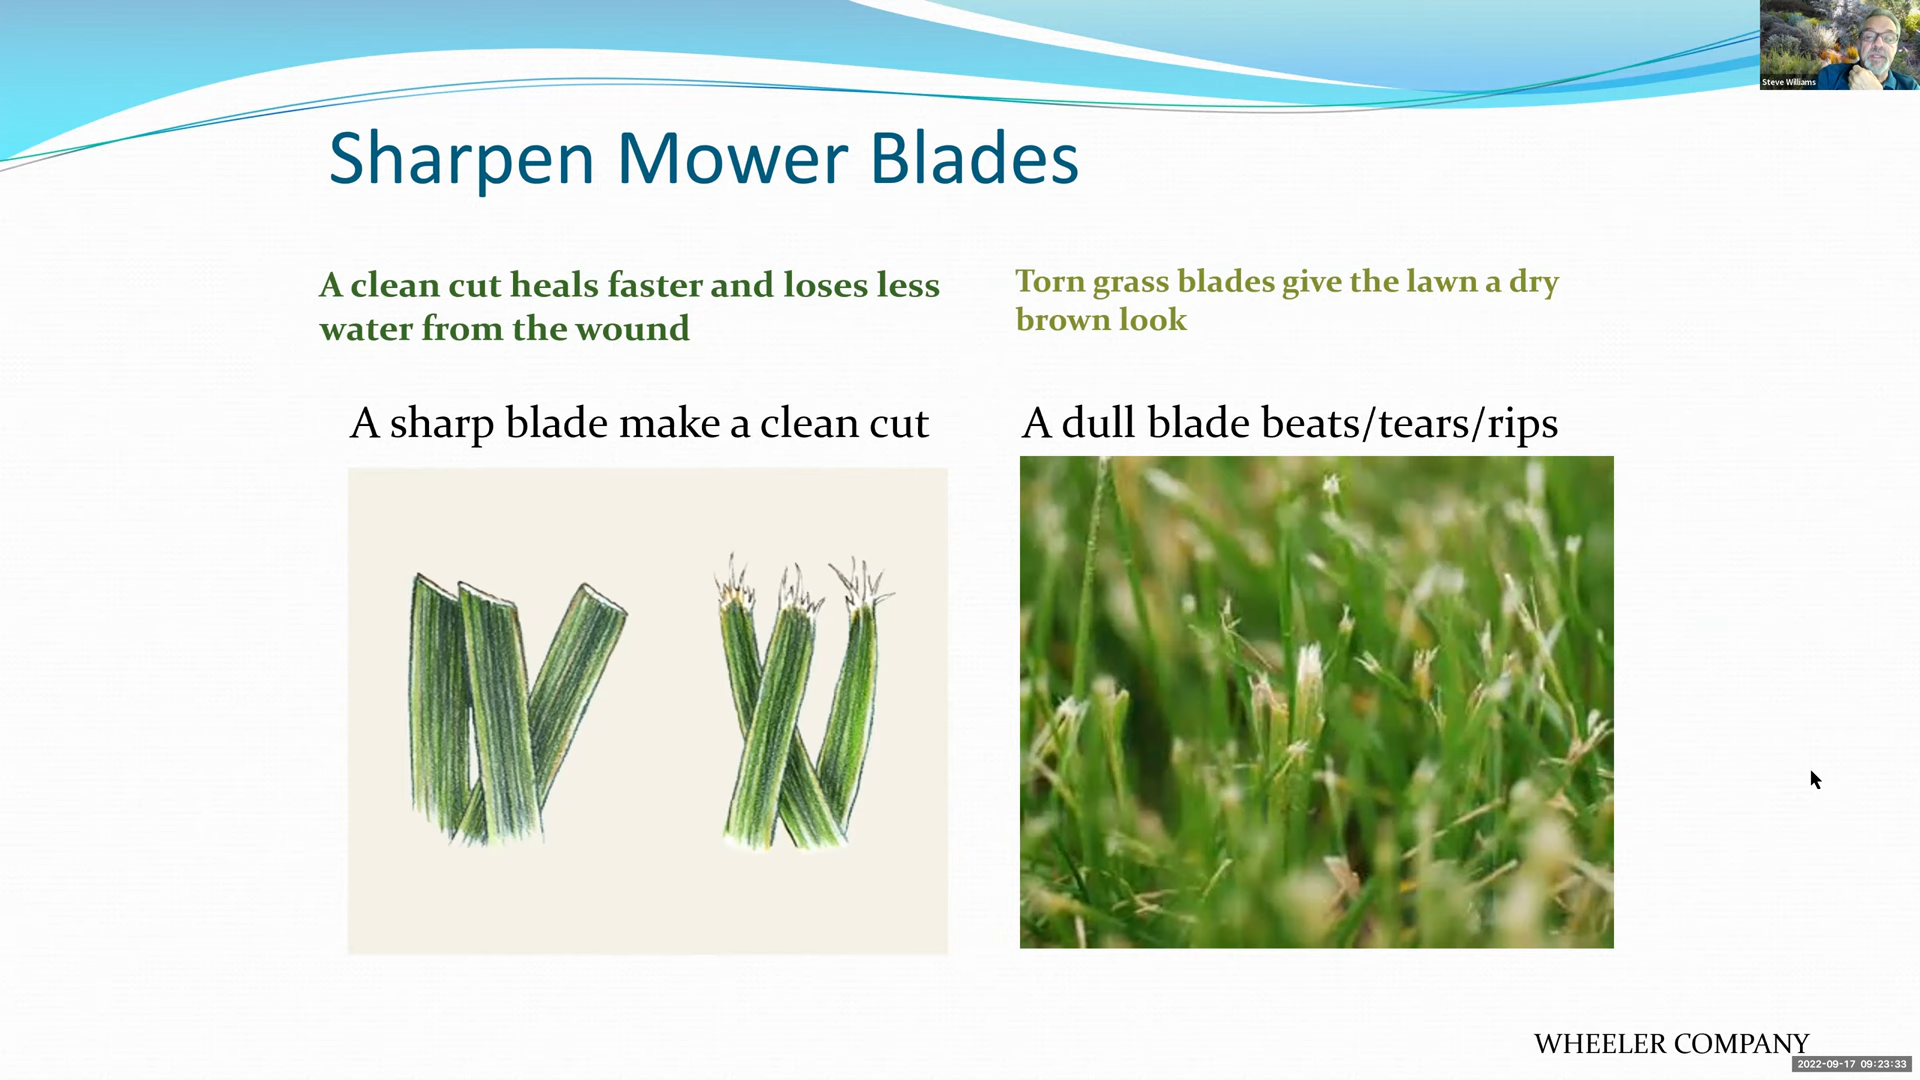 Steve Williams
Sharpen Mower Blades
A clean cut heals faster and loses less
water from the wound
Torn grass blades give the lawn a dry
brown look
A sharp blade make a clean cut
A dull blade beats/tears/rips
WHEELER COMPANY
2022-09-17 09:23:33